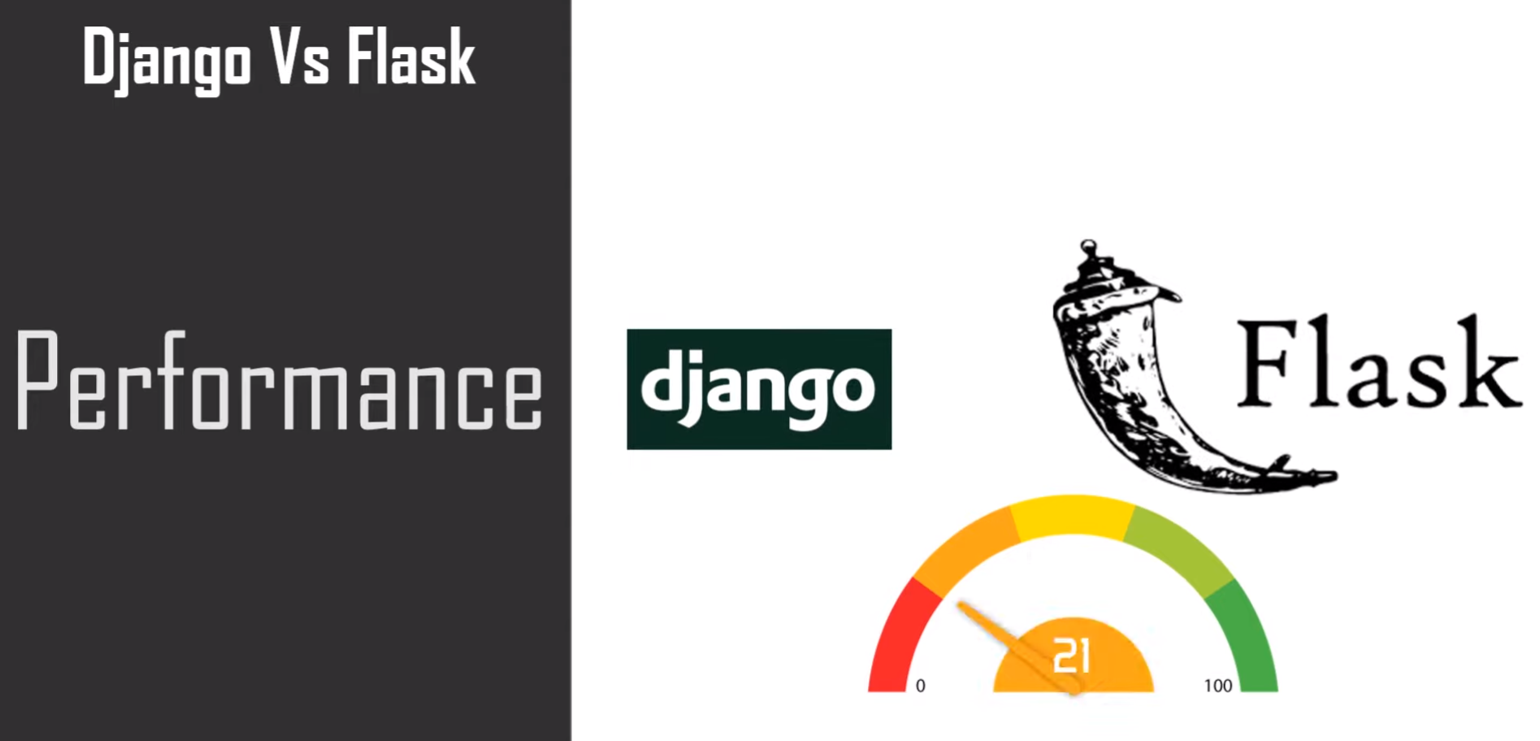 Django Vs Flask
Performance
django
Flask
21
0
100